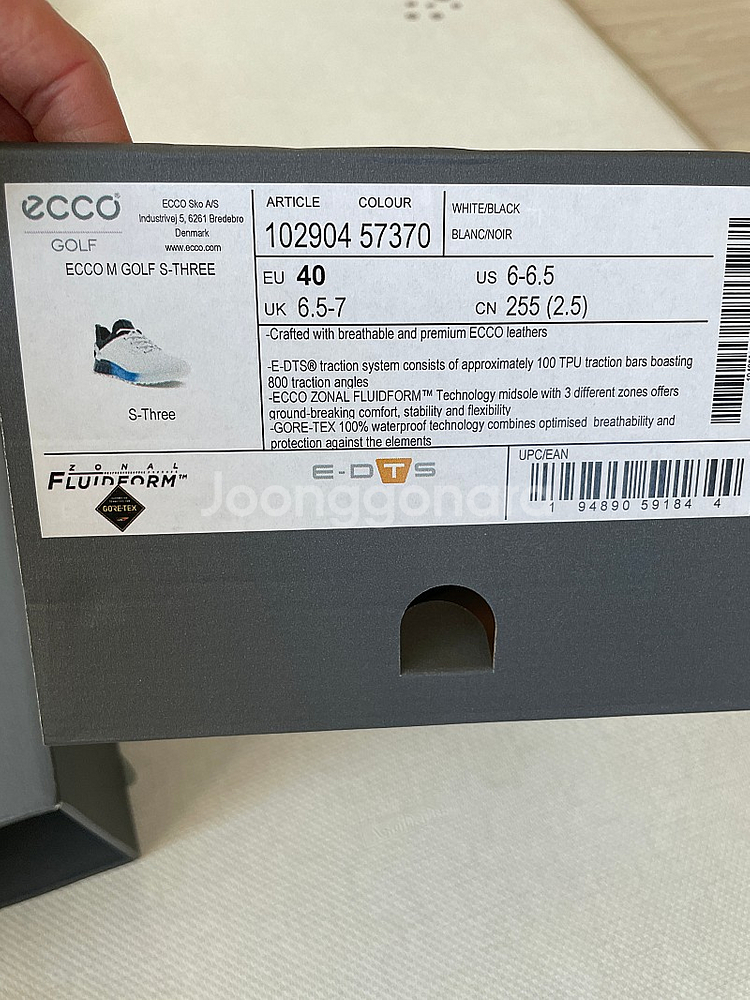 ecco
GOLF
ECCO Sko A/S
Industrivej 5, 6261 Bredebro
Denmark
www.ecco.com
ECCO M GOLF S-THREE
S-Three
ARTICLE COLOUR
102904 57370
WHITE/BLACK
BLANC/NOIR
EU 40
US 6-6.5
UK 6.5-7
CN 255 (2.5)
-Crafted with breathable and premium ECCO leathers
-E-DTS® traction system consists of approximately 100 TPU traction bars boasting
800 traction angles
-ECCO ZONAL FLUIDFORM™ Technology midsole with 3 different zones offers
ground-breaking comfort, stability and flexibility
-GORE-TEX 100% waterproof technology combines optimised breathability and
protection against the elements
ZONAL
FLUIDFORM™
GORE-TEX
E-DTS
UPC/EAN
1 94890 59184 4
Joonggonara